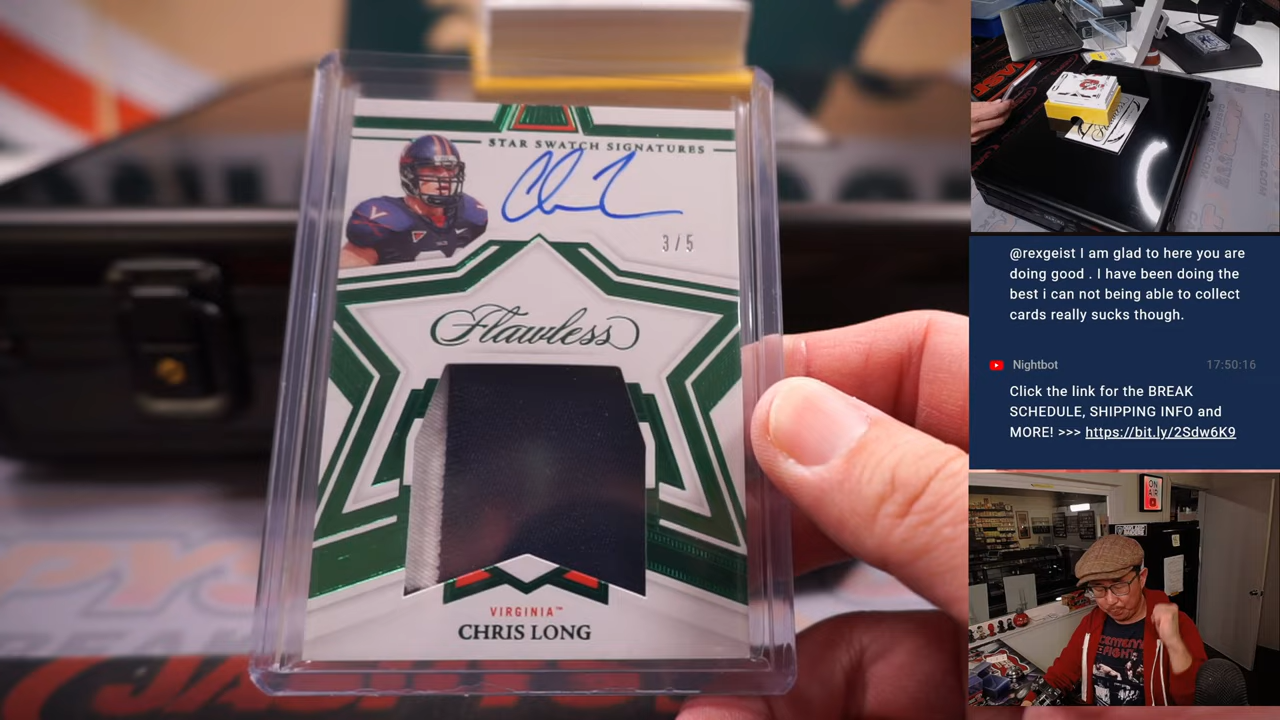 STAR SWATCH SIGNATURES
3/5
Flawless
VIRGINIA™
CHRIS LONG
@rexgeist I am glad to here you are
doing good . I have been doing the
best i can not being able to collect
cards really sucks though.
Nightbot
17:50:16
Click the link for the BREAK
SCHEDULE, SHIPPING INFO and
MORE! >>> https://bit.ly/2Sdw6K9
ON
AIR